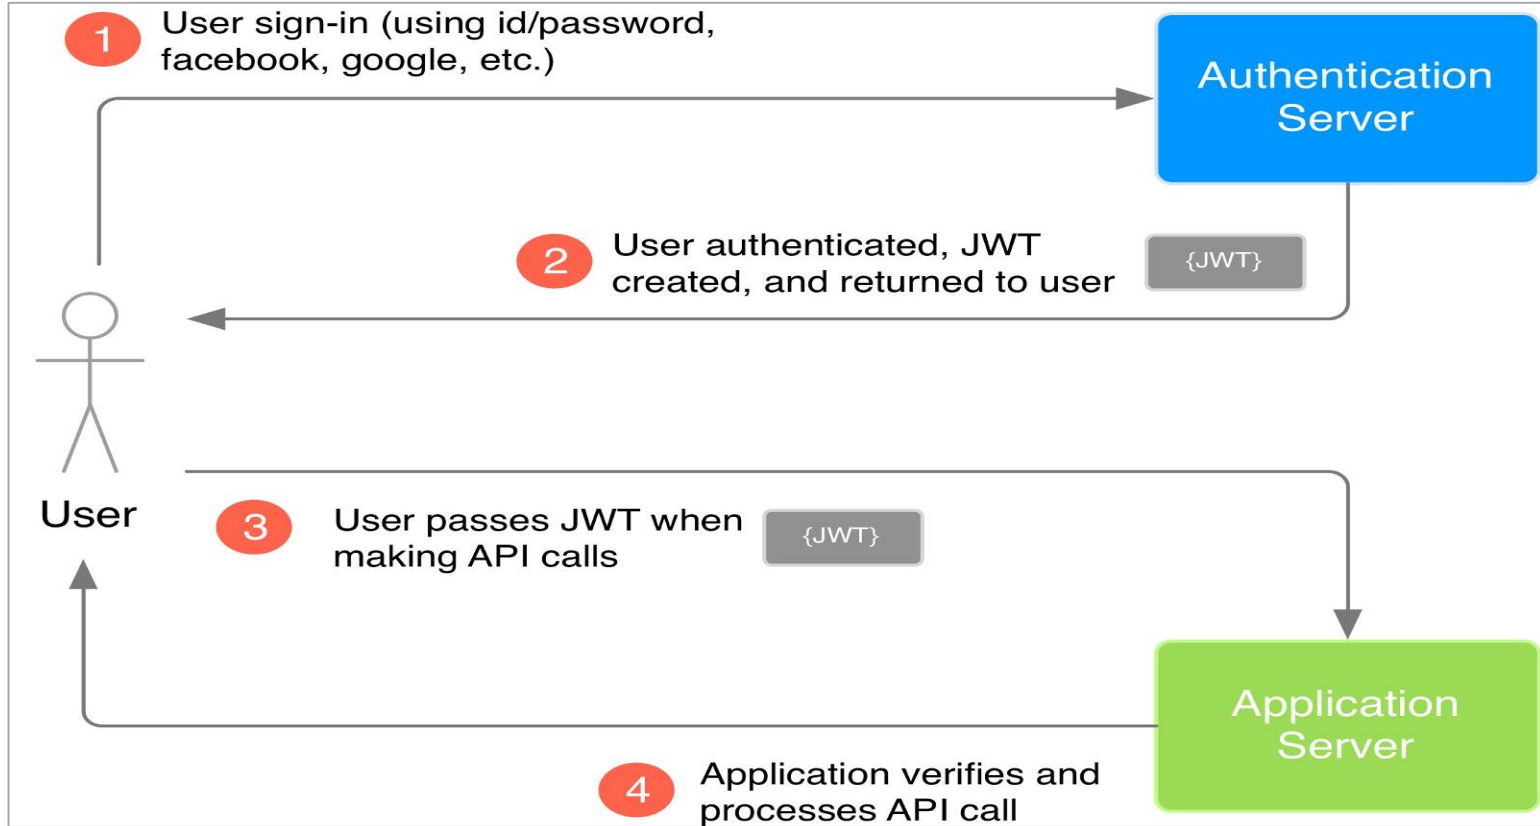 1
User sign-in (using id/password,
facebook, google, etc.)
Authentication
Server
2
User authenticated, JWT
created, and returned to user
{JWT}
User
3
User passes JWT when
making API calls
{JWT}
Application
Server
4
Application verifies and
processes API call